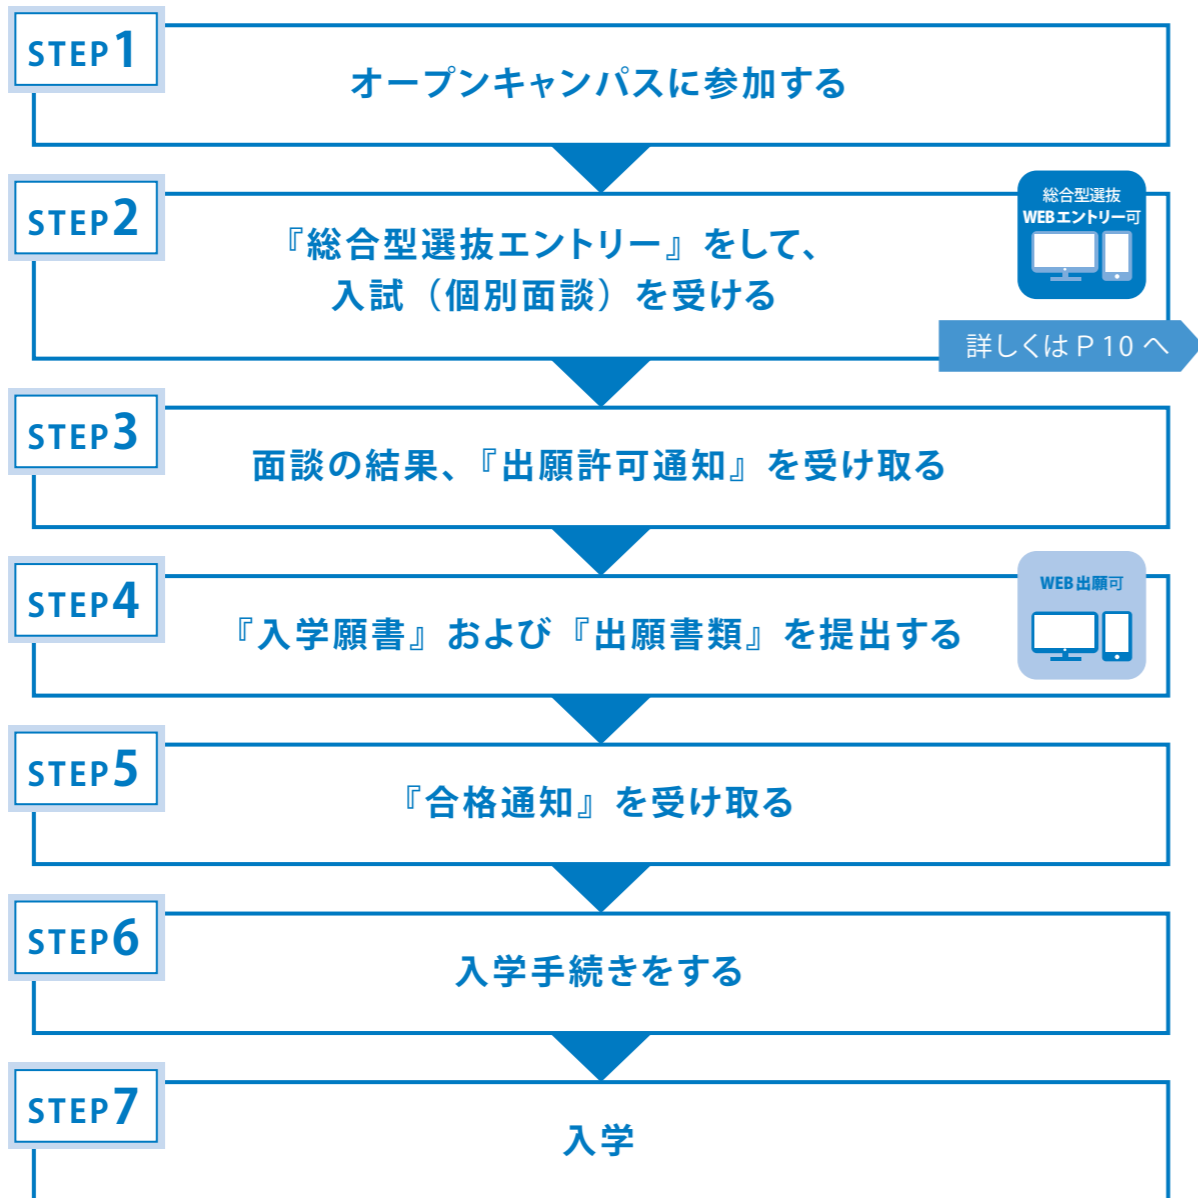 STEP1
オープンキャンパスに参加する
STEP2
『総合型選抜エントリー』をして、
入試（個別面談）を受ける
総合型選抜
WEBエントリー可
詳しくは P 10 へ
STEP3
面談の結果、『出願許可通知』を受け取る
STEP4
『入学願書』および『出願書類』を提出する
WEB出願可
STEP5
『合格通知』を受け取る
STEP6
入学手続きをする
STEP7
入学